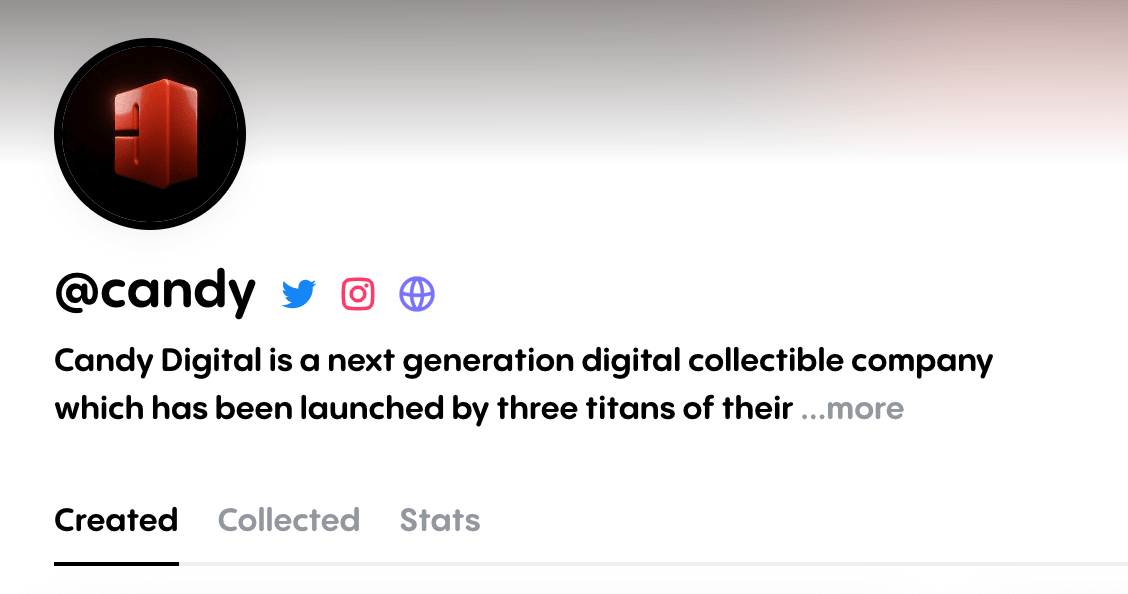 @candy
Candy Digital is a next generation digital collectible company
which has been launched by three titans of their ...more
Created Collected Stats